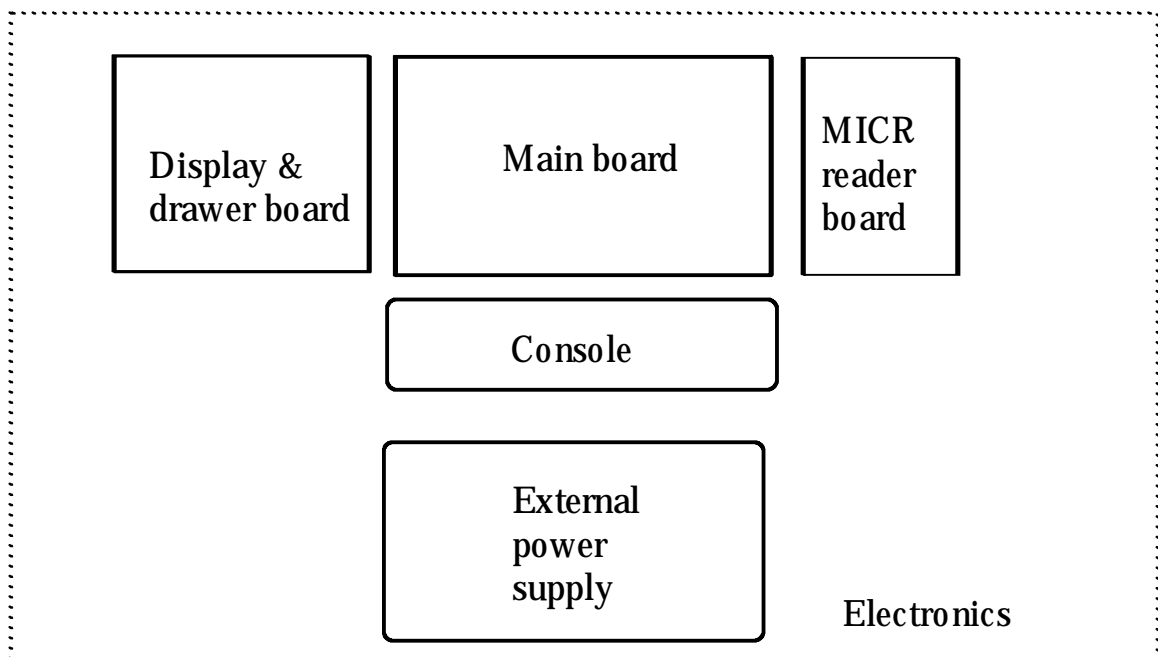 Display &
drawer board
Main board
MICR
reader
board
Console
External
power
supply
Electronics